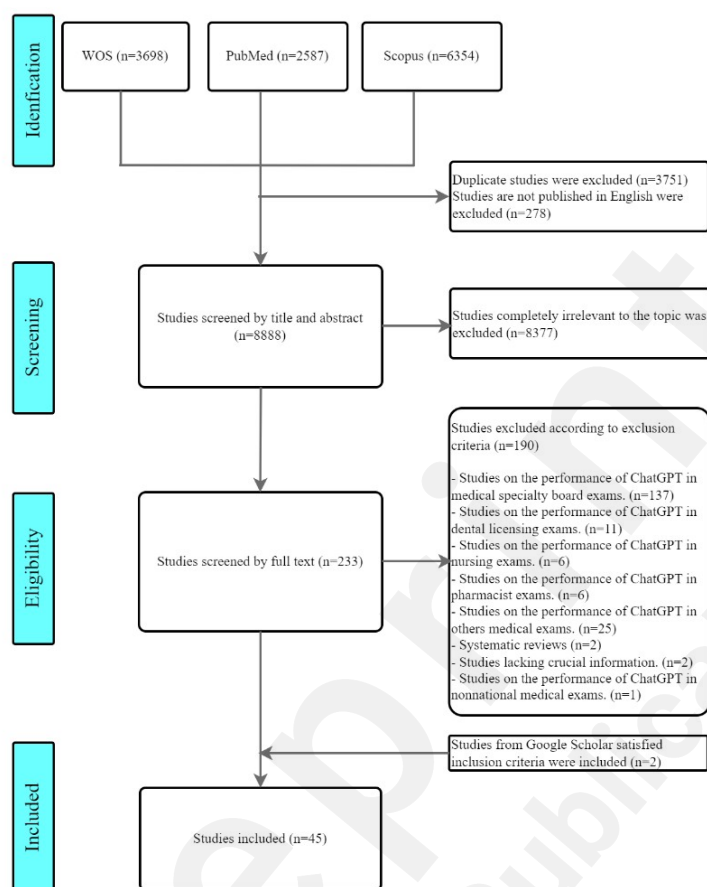 Idenfication
WOS (n=3698)
PubMed (n=2587)
Scopus (n=6354)
Duplicate studies were excluded (n=3751)
Studies are not published in English were
excluded (n=278)
Screening
Studies screened by title and abstract
(n=8888)
Studies completely irrelevant to the topic was
excluded (n=8377)
Eligibility
Studies screened by full text (n=233)
Studies excluded according to exclusion
criteria (n=190)
- Studies on the performance of ChatGPT in
medical specialty board exams. (n=137)
- Studies on the performance of ChatGPT in
dental licensing exams. (n=11)
- Studies on the performance of ChatGPT in
nursing exams. (n=6)
- Studies on the performance of ChatGPT in
pharmacist exams. (n=6)
- Studies on the performance of ChatGPT in
others medical exams. (n=25)
- Systematic reviews (n=2)
- Studies lacking crucial information. (n=2)
- Studies on the performance of ChatGPT in
nonnational medical exams. (n=1)
Studies from Google Scholar satisfied
inclusion criteria were included (n=2)
Included
Studies included (n=45)
eprint
ublica